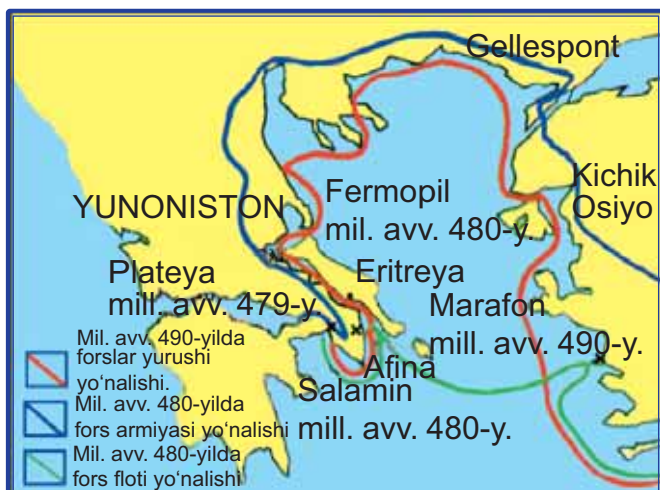 Gellespont
Kichik
Osiyo
Fermopil
mil. avv. 480-y.
YUNONISTON
Eritreya
Plateya
mill. avv. 479-y.
Marafon
mill. avv. 490-y.
Afina
Salamin
mill. avv. 480-y.
Mil. avv. 490-yilda
forslar yurushi
yo‘nalishi.
Mil. avv. 480-yilda
fors armiyasi yo‘nalishi
Mil. avv. 480-yilda
fors floti yo‘nalishi